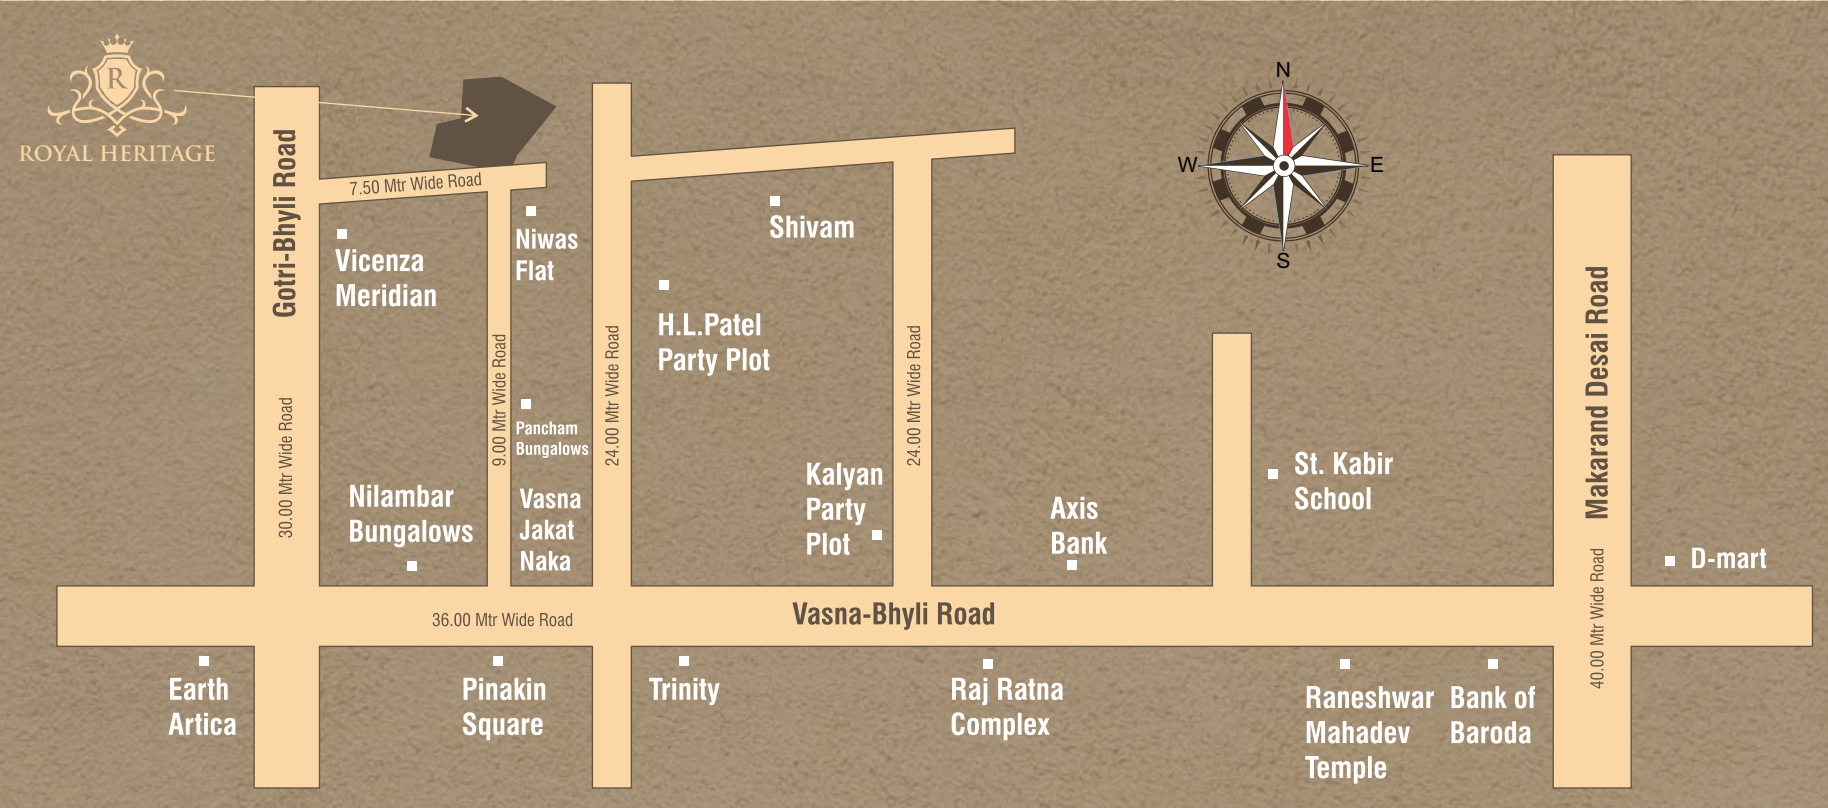 R
ROYAL HERITAGE
Gotri-Bhyli Road
30.00 Mtr Wide Road
7.50 Mtr Wide Road
Vicenza
Meridian
Niwas
Flat
9.00 Mtr Wide Road
Pancham
Bungalows
Nilambar
Bungalows
Vasna
Jakat
Naka
24.00 Mtr Wide Road
Shivam
H.L.Patel
Party Plot
Kalyan
Party
Plot
24.00 Mtr Wide Road
N
W
E
S
Axis
Bank
St. Kabir
School
Makarand Desai Road
40.00 Mtr Wide Road
D-mart
36.00 Mtr Wide Road
Vasna-Bhyli Road
Earth
Artica
Pinakin
Square
Trinity
Raj Ratna
Complex
Raneshwar
Mahadev
Temple
Bank of
Baroda